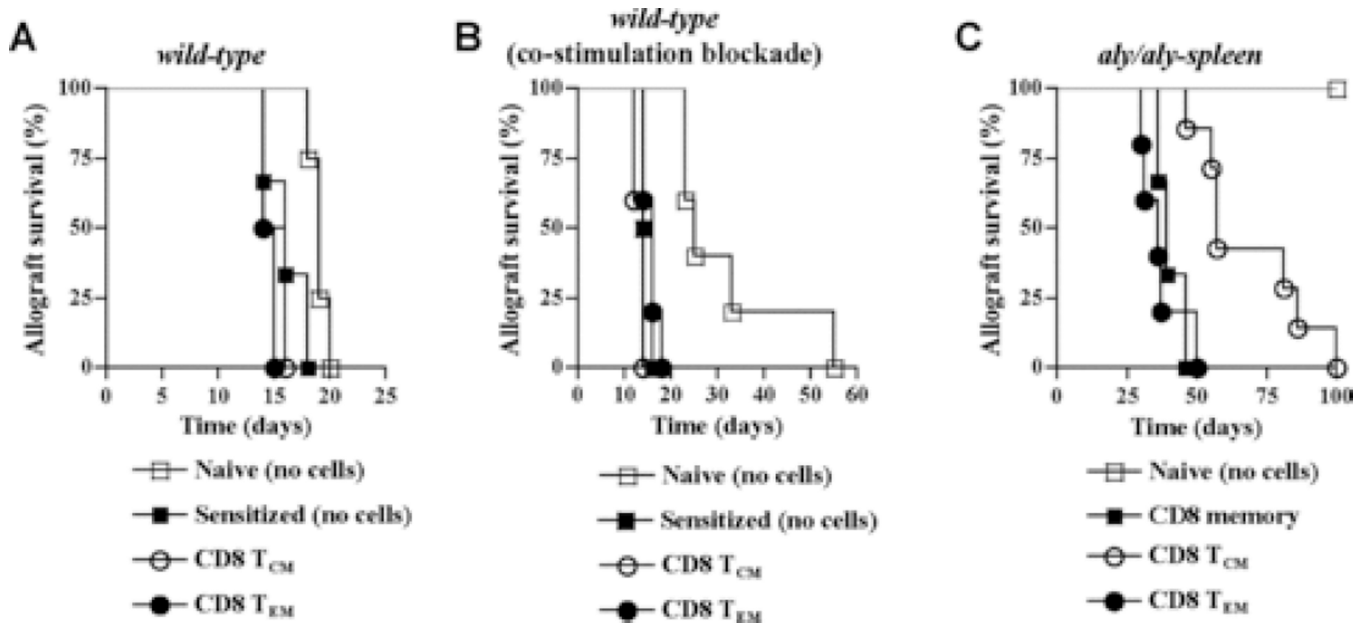 A
wild-type
Allograft survival (%)
100
75
50
25
0
0 5 10 15 20 25
Time (days)
Naive (no cells)
Sensitized (no cells)
CD8 TCM
CD8 TEM
B
wild-type
(co-stimulation blockade)
Allograft survival (%)
100
75
50
25
0
0 10 20 30 40 50 60
Time (days)
Naive (no cells)
Sensitized (no cells)
CD8 TCM
CD8 TEM
C
aly/aly-spleen
Allograft survival (%)
100
75
50
25
0
0 25 50 75 100
Time (days)
Naive (no cells)
CD8 memory
CD8 TCM
CD8 TEM